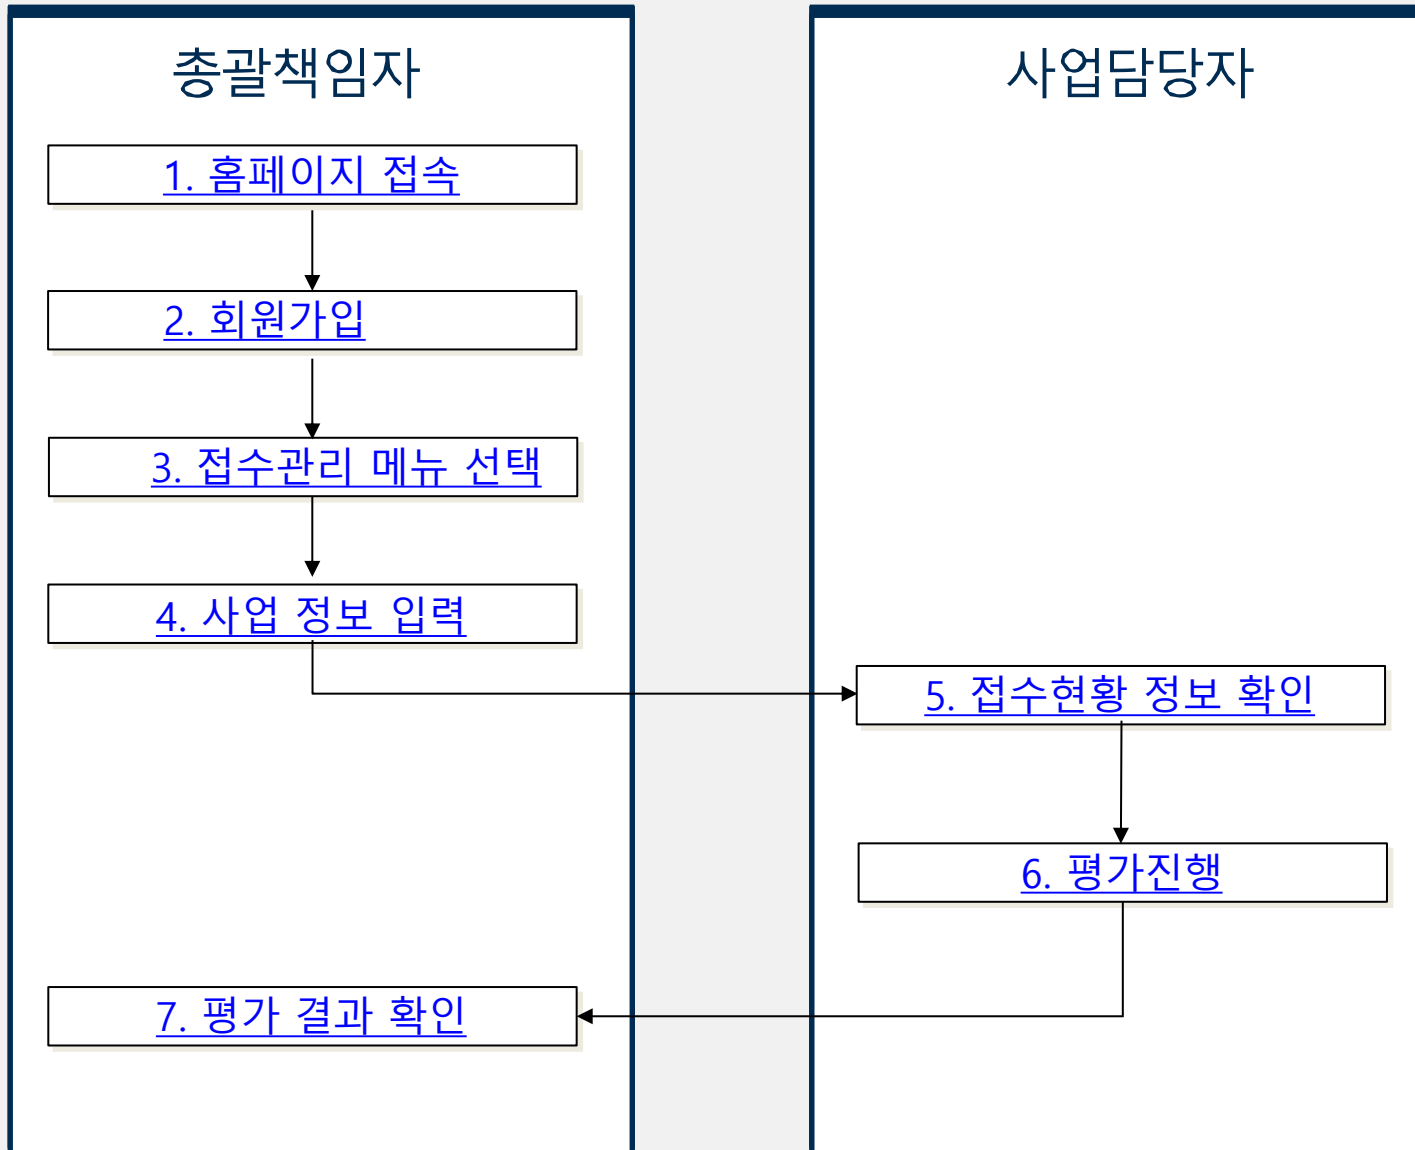 총괄책임자
사업담당자
1. 홈페이지 접속
2. 회원가입
3. 접수관리 메뉴 선택
4. 사업 정보 입력
5. 접수현황 정보 확인
6. 평가진행
7. 평가 결과 확인